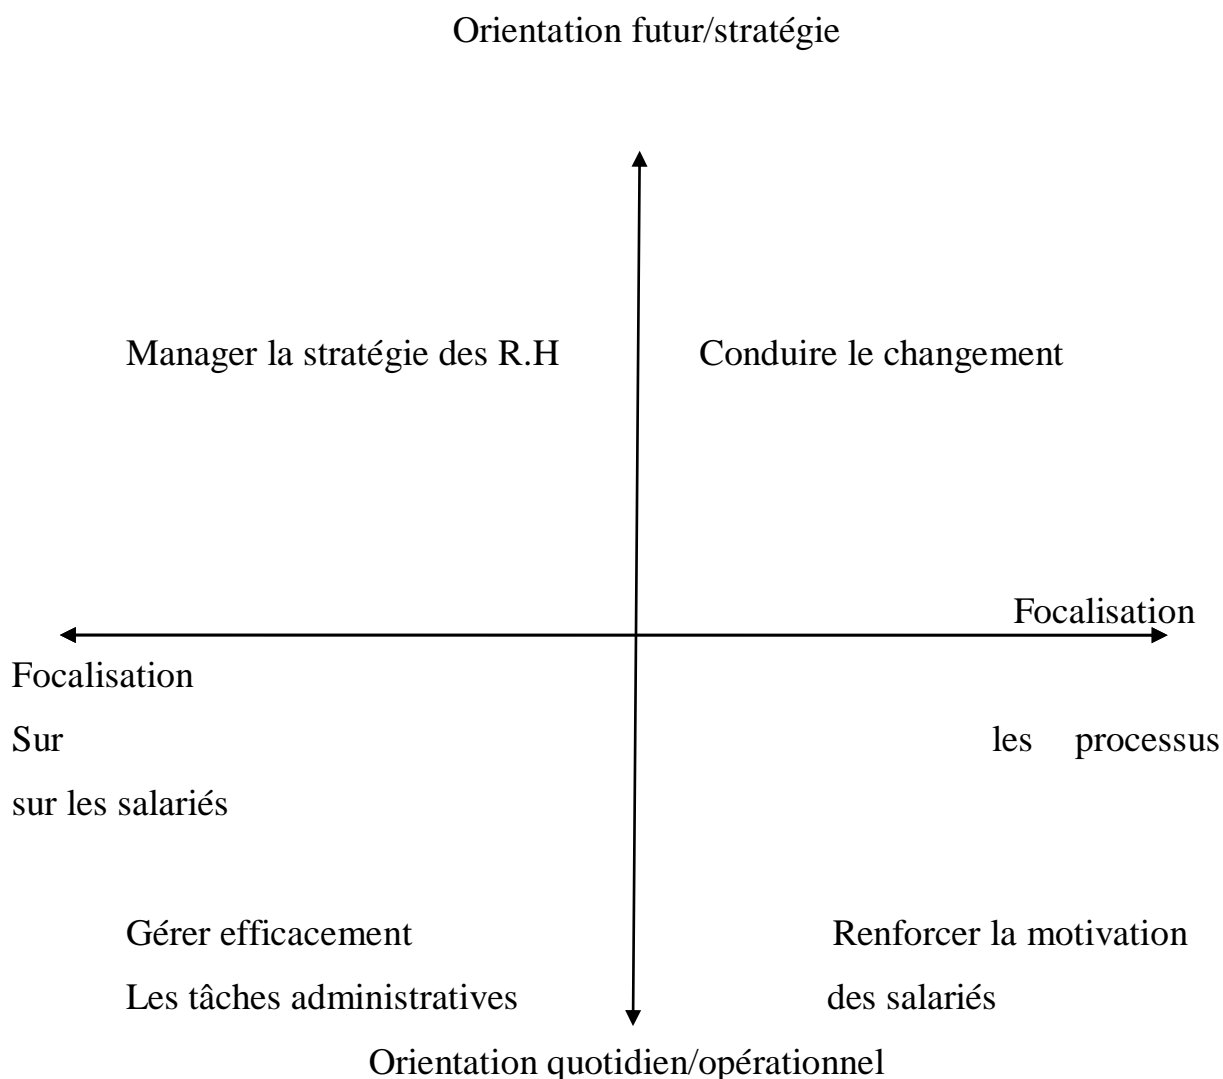 Orientation futur/stratégie
Manager la stratégie des R.H Conduire le changement
Focalisation
Focalisation
Sur les processus
sur les salariés
Gérer efficacement Renforcer la motivation
Les tâches administratives des salariés
Orientation quotidien/opérationnel